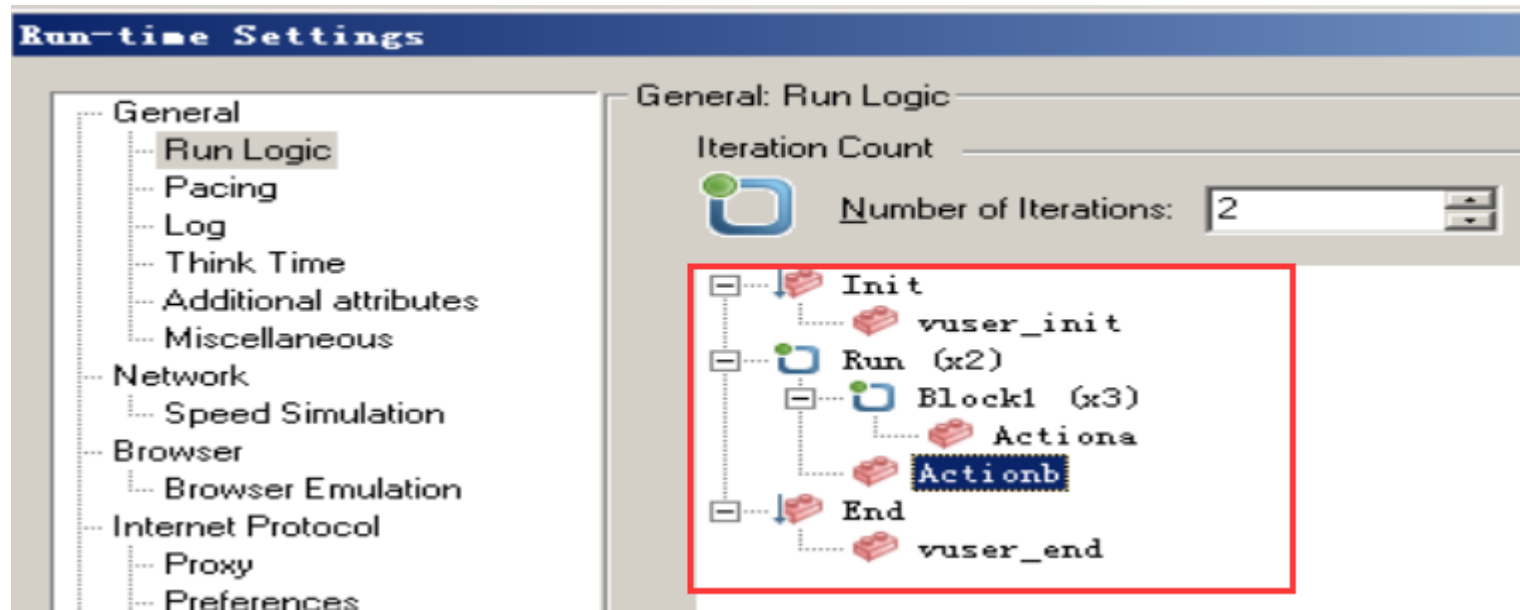 Run-time Settings
General
Run Logic
Pacing
Log
Think Time
Additional attributes
Miscellaneous
Network
Speed Simulation
Browser
Browser Emulation
Internet Protocol
Proxy
Preferences
General: Run Logic
Iteration Count
Number of Iterations: 2
Init
vuser_init
Run (x2)
Block1 (x3)
Actiona
Actionb
End
vuser_end